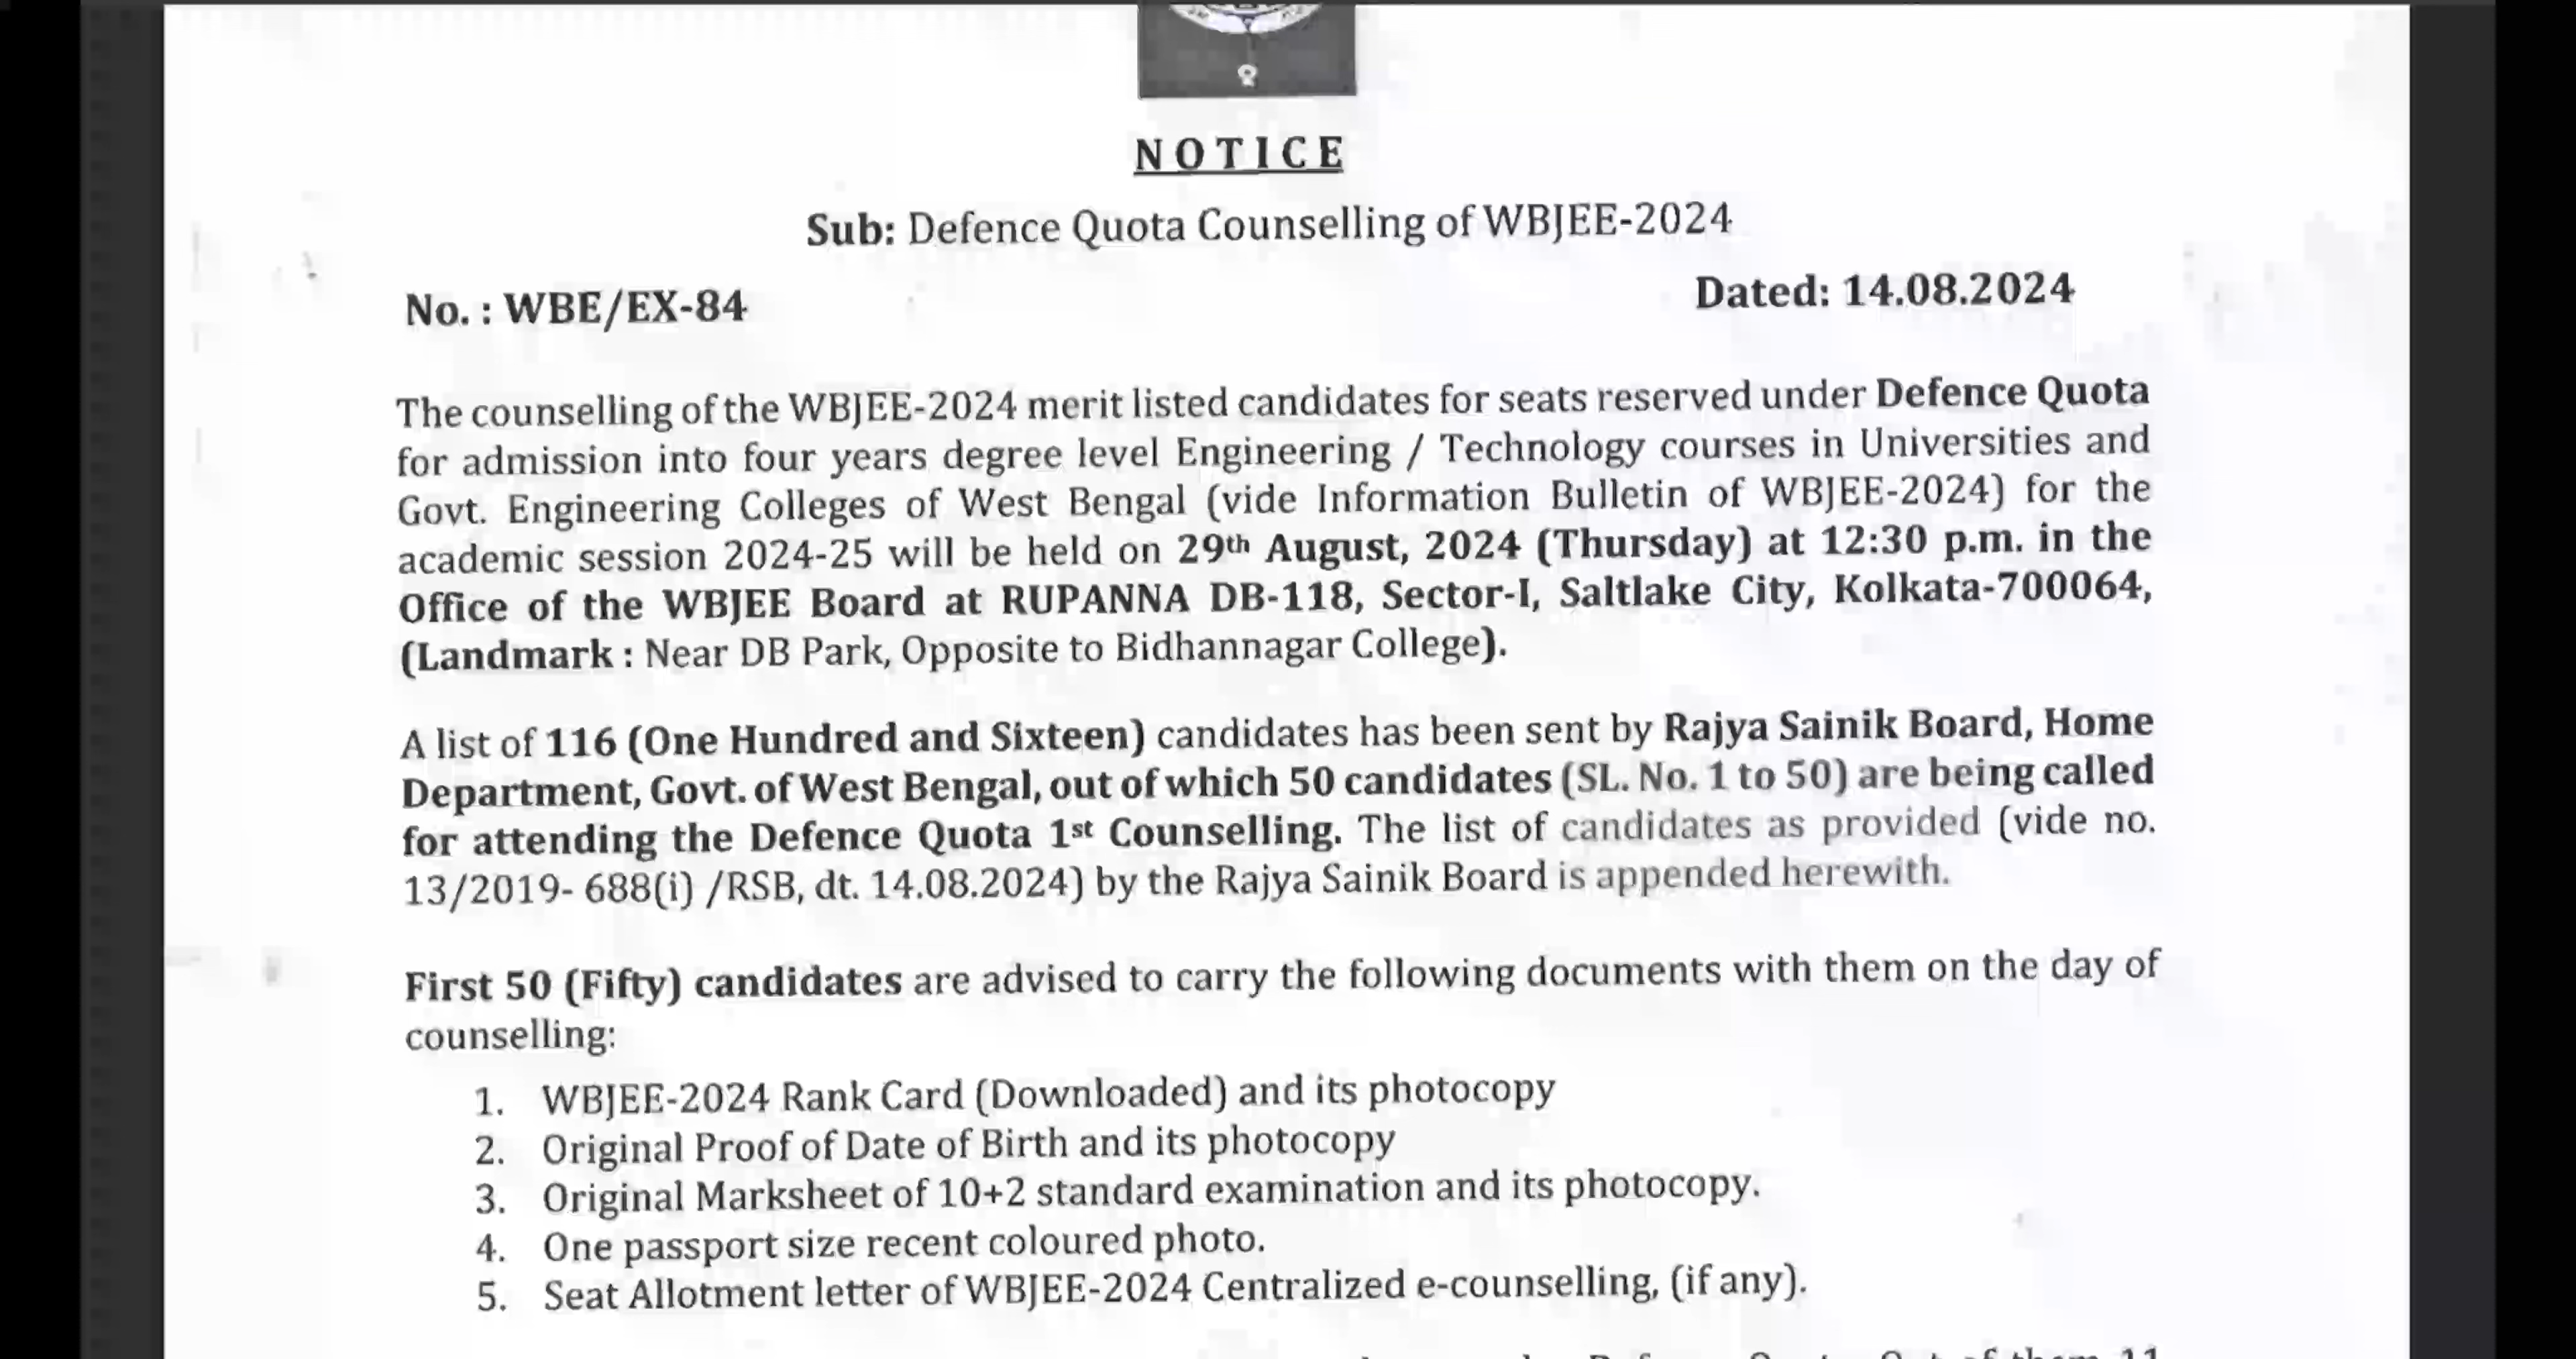 NOTICE
Sub: Defence Quota Counselling of WBJEE-2024
No. : WBE/EX-84 Dated: 14.08.2024
The counselling of the WBJEE-2024 merit listed candidates for seats reserved under Defence Quota
for admission into four years degree level Engineering / Technology courses in Universities and
Govt. Engineering Colleges of West Bengal (vide Information Bulletin of WBJEE-2024) for the
academic session 2024-25 will be held on 29th August, 2024 (Thursday) at 12:30 p.m. in the
Office of the WBJEE Board at RUPANNA DB-118, Sector-I, Saltlake City, Kolkata-700064,
(Landmark : Near DB Park, Opposite to Bidhannagar College).
A list of 116 (One Hundred and Sixteen) candidates has been sent by Rajya Sainik Board, Home
Department, Govt. of West Bengal, out of which 50 candidates (SL. No. 1 to 50) are being called
for attending the Defence Quota 1st Counselling. The list of candidates as provided (vide no.
13/2019- 688(i) /RSB, dt. 14.08.2024) by the Rajya Sainik Board is appended herewith.
First 50 (Fifty) candidates are advised to carry the following documents with them on the day of
counselling:
1. WBJEE-2024 Rank Card (Downloaded) and its photocopy
2. Original Proof of Date of Birth and its photocopy
3. Original Marksheet of 10+2 standard examination and its photocopy.
4. One passport size recent coloured photo.
5. Seat Allotment letter of WBJEE-2024 Centralized e-counselling, (if any).